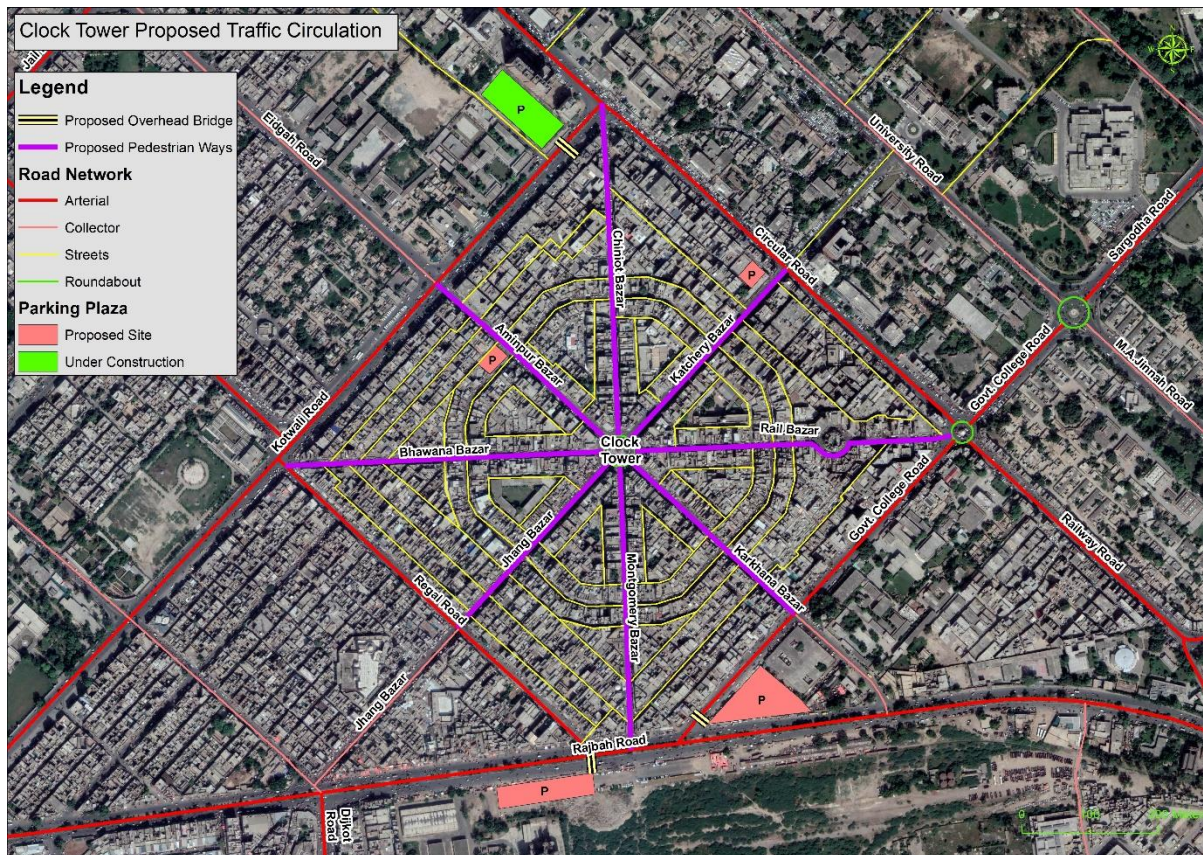 Clock Tower Proposed Traffic Circulation
Legend
Proposed Overhead Bridge
Proposed Pedestrian Ways
Road Network
Arterial
Collector
Streets
Roundabout
Parking Plaza
Proposed Site
Under Construction
Eidgah Road
P
University Road
Sargodha Road
Circular Road
Chiniot Bazar
P
Katchery Bazar
Aminpur Bazar
P
Govt. College Road
M.A.Jinnah Road
Kotwali Road
Bhawana Bazar
Clock
Tower
Rail Bazar
Govt. College Road
Railway Road
Jhang Bazar
Karkhana Bazar
Montgomery Bazar
Regal Road
Jhang Bazar
P
Rajbah Road
P
Dijkot
Road
N
E
S
W
0